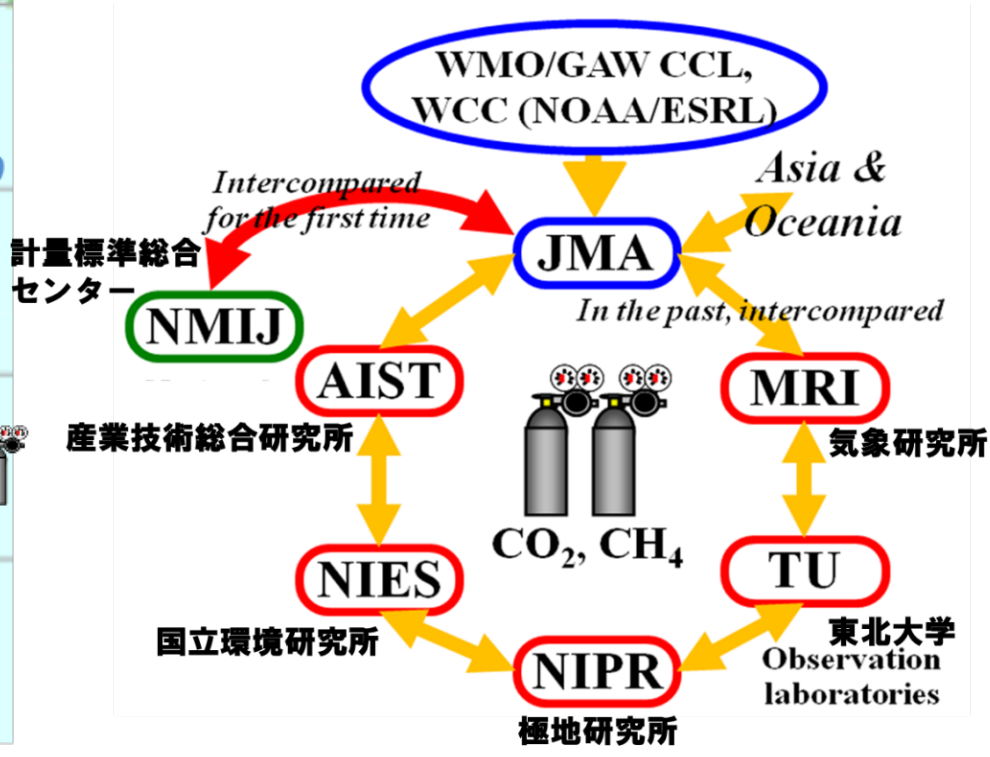 WMO/GAW CCL,
WCC (NOAA/ESRL)
Intercompared
for the first time
Asia &
Oceania
計量標準総合
センター
JMA
NMIJ
In the past, intercompared
AIST
MRI
産業技術総合研究所
気象研究所
CO₂, CH₄
NIES
TU
国立環境研究所
東北大学
Observation
laboratories
NIPR
極地研究所